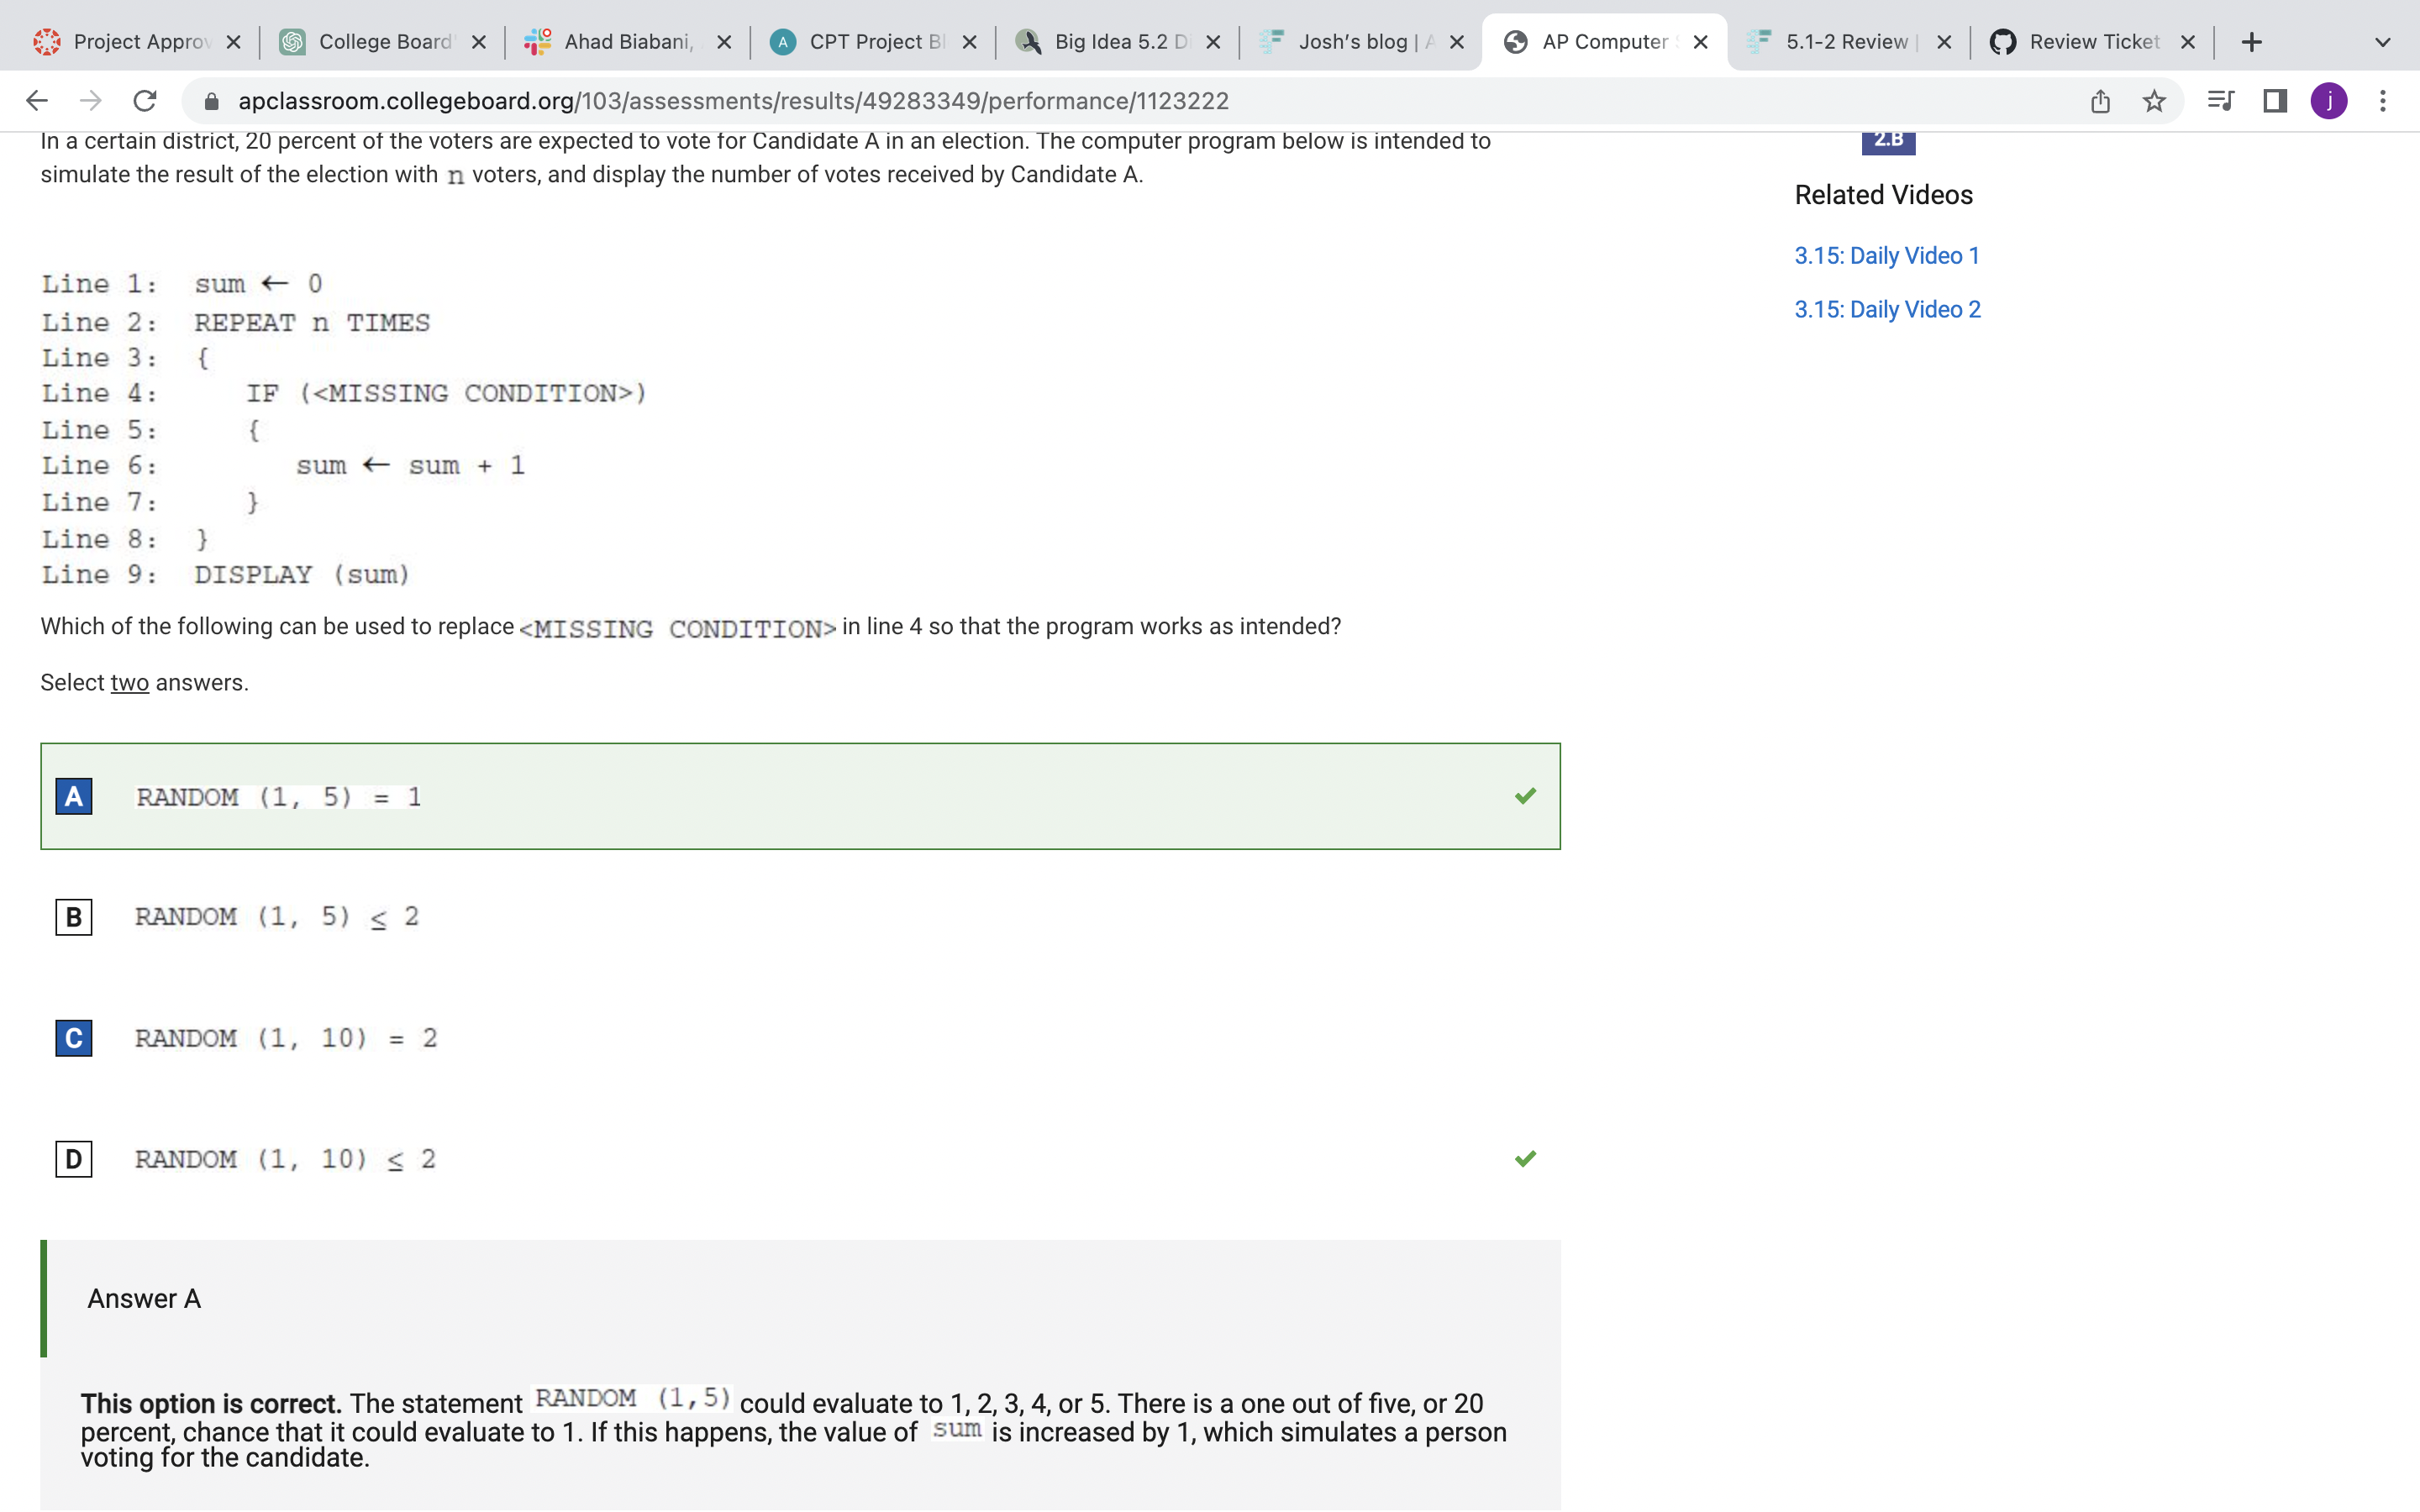 Project Approv
College Board'
Ahad Biabani,
A
CPT Project Bl
Big Idea 5.2 D
Josh's blog | A
AP Computer
5.1-2 Review |
Review Ticket
apclassroom.collegeboard.org/103/assessments/results/49283349/performance/1123222
j
In a certain district, 20 percent of the voters are expected to vote for Candidate A in an election. The computer program below is intended to
simulate the result of the election with n voters, and display the number of votes received by Candidate A.
2.B
Related Videos
3.15: Daily Video 1
3.15: Daily Video 2
Line 1: sum ← 0
Line 2: REPEAT n TIMES
Line 3: {
Line 4: IF (<MISSING CONDITION>)
Line 5: {
Line 6: sum ← sum + 1
Line 7: }
Line 8: }
Line 9: DISPLAY (sum)
Which of the following can be used to replace <MISSING CONDITION> in line 4 so that the program works as intended?
Select two answers.
A RANDOM (1, 5) = 1
B RANDOM (1, 5) ≤ 2
C RANDOM (1, 10) = 2
D RANDOM (1, 10) ≤ 2
Answer A
This option is correct. The statement RANDOM (1,5) could evaluate to 1, 2, 3, 4, or 5. There is a one out of five, or 20
percent, chance that it could evaluate to 1. If this happens, the value of sum is increased by 1, which simulates a person
voting for the candidate.